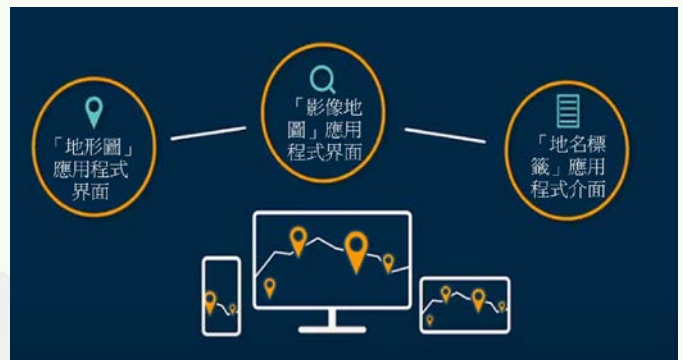 「地形圖」
應用程式
界面
「影像地
圖」應用
程式界面
「地名標
籤」應用
程式介面